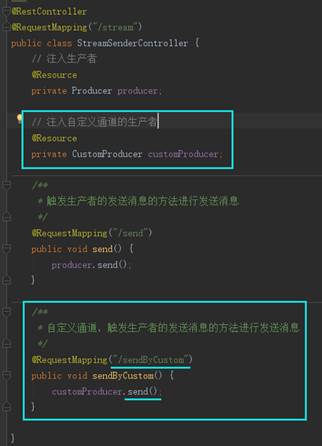 @RestController
@RequestMapping("/stream")
public class StreamSenderController {
// 注入生产者
@Resource
private Producer producer;
// 注入自定义通道的生产者
@Resource
private CustomProducer customProducer;
/**
* 触发生产者的发送消息的方法进行发送消息
*/
@RequestMapping("/send")
public void send() {
producer.send();
}
/**
* 自定义通道，触发生产者的发送消息的方法进行发送消息
*/
@RequestMapping("/sendByCustom")
public void sendByCustom() {
customProducer.send();
}
}